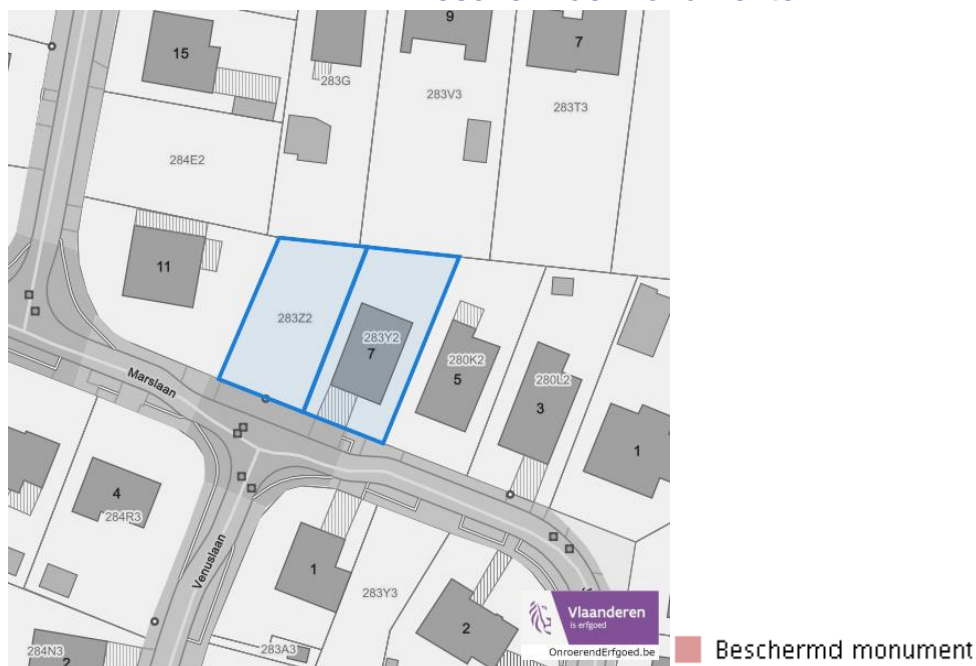 9
7
15
283G
283V3
283T3
284E2
11
283Z2
283Y2
7
280K2
5
280L2
3
1
Marslaan
4
284R3
Venuslaan
1
283Y3
2
283A3
284N3
2
Vlaanderen
is erfgoed
OnroerendErfgoed.be
Beschermd monument